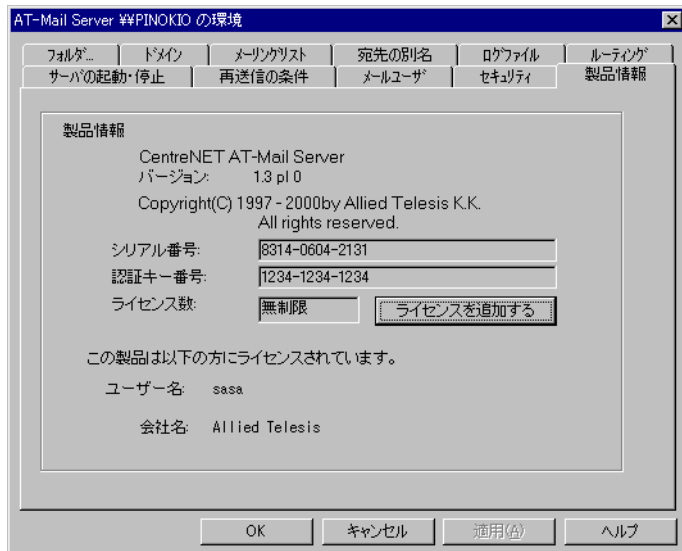 AT-Mail Server ¥¥PINOKIO の環境
フォルダ... ドメイン メーリングリスト 宛先の別名 ログファイル ルーティング
サーバの起動・停止 再送信の条件 メールユーザ セキュリティ 製品情報
製品情報
CentreNET AT-Mail Server
バージョン: 1.3 pl 0
Copyright(C) 1997 - 2000by Allied Telesis K.K.
All rights reserved.
シリアル番号: 8314-0604-2131
認証キー番号: 1234-1234-1234
ライセンス数: 無制限 ライセンスを追加する
この製品は以下の方にライセンスされています。
ユーザー名: sasa
会社名: Allied Telesis
OK キャンセル 適用(A) ヘルプ